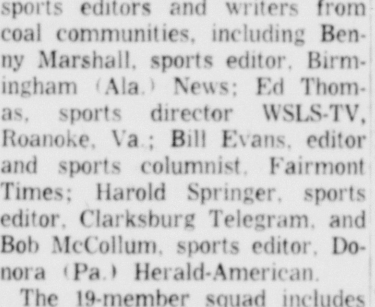 sports editors and writers from
coal communities, including Ben-
ny Marshall, sports editor, Birm-
ingham (Ala.) News; Ed Thom-
as, sports director WSLS-TV,
Roanoke, Va.; Bill Evans, editor
and sports columnist, Fairmont
Times; Harold Springer, sports
editor, Clarksburg Telegram, and
Bob McCollum, sports editor, Do-
nora (Pa.) Herald-American.
The 19-member squad includes